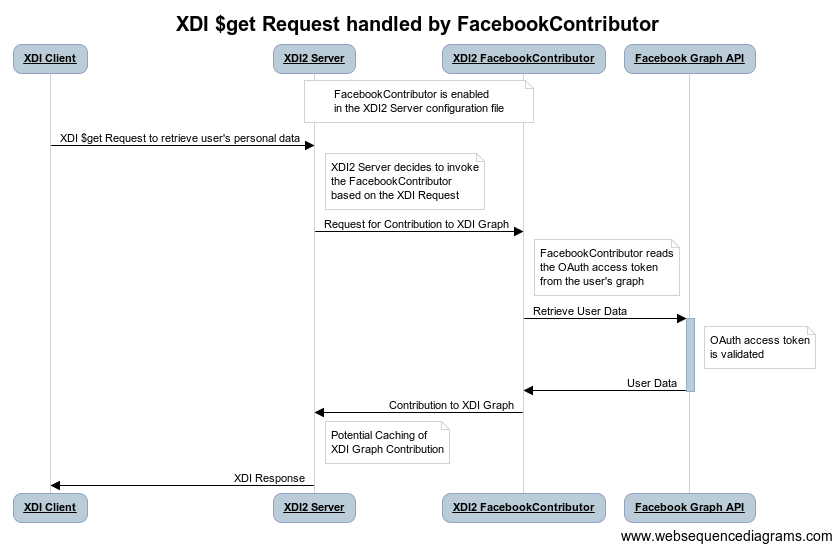 XDI $get Request handled by FacebookContributor
XDI Client
XDI2 Server
XDI2 FacebookContributor
Facebook Graph API
FacebookContributor is enabled
in the XDI2 Server configuration file
XDI $get Request to retrieve user's personal data
XDI2 Server decides to invoke
the FacebookContributor
based on the XDI Request
Request for Contribution to XDI Graph
FacebookContributor reads
the OAuth access token
from the user's graph
Retrieve User Data
OAuth access token
is validated
User Data
Contribution to XDI Graph
Potential Caching of
XDI Graph Contribution
XDI Response
XDI Client
XDI2 Server
XDI2 FacebookContributor
Facebook Graph API
www.websequencediagrams.com